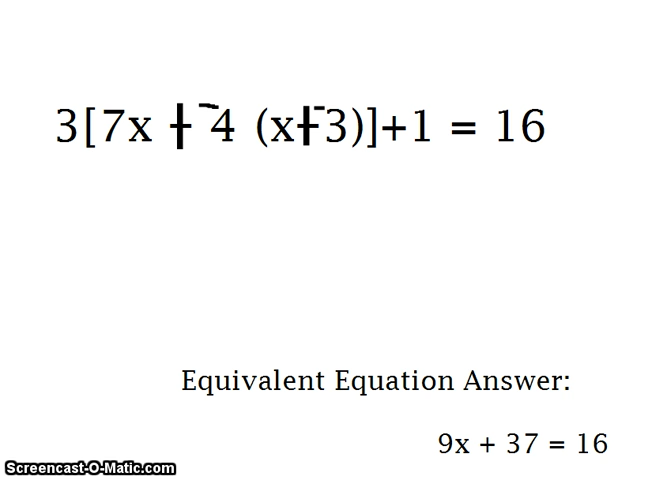 3[7x + ⁻4 (x+⁻3)]+1 = 16
Equivalent Equation Answer:
9x + 37 = 16
Screencast-O-Matic.com